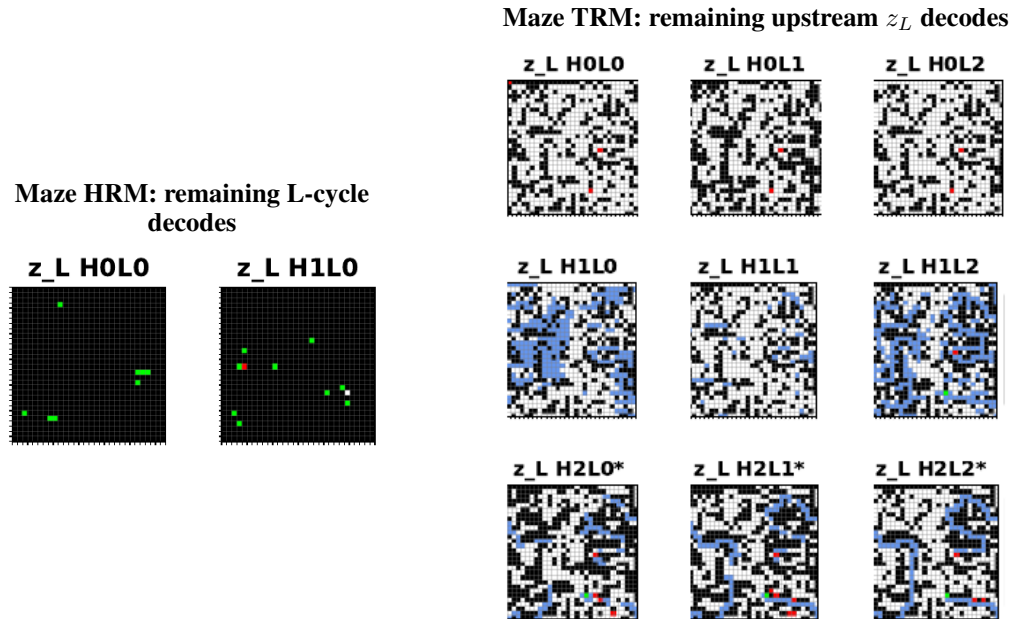 Maze HRM: remaining L-cycle
decodes
z_L H0L0 z_L H1L0
Maze TRM: remaining upstream z_L decodes
z_L H0L0 z_L H0L1 z_L H0L2
z_L H1L0 z_L H1L1 z_L H1L2
z_L H2L0* z_L H2L1* z_L H2L2*